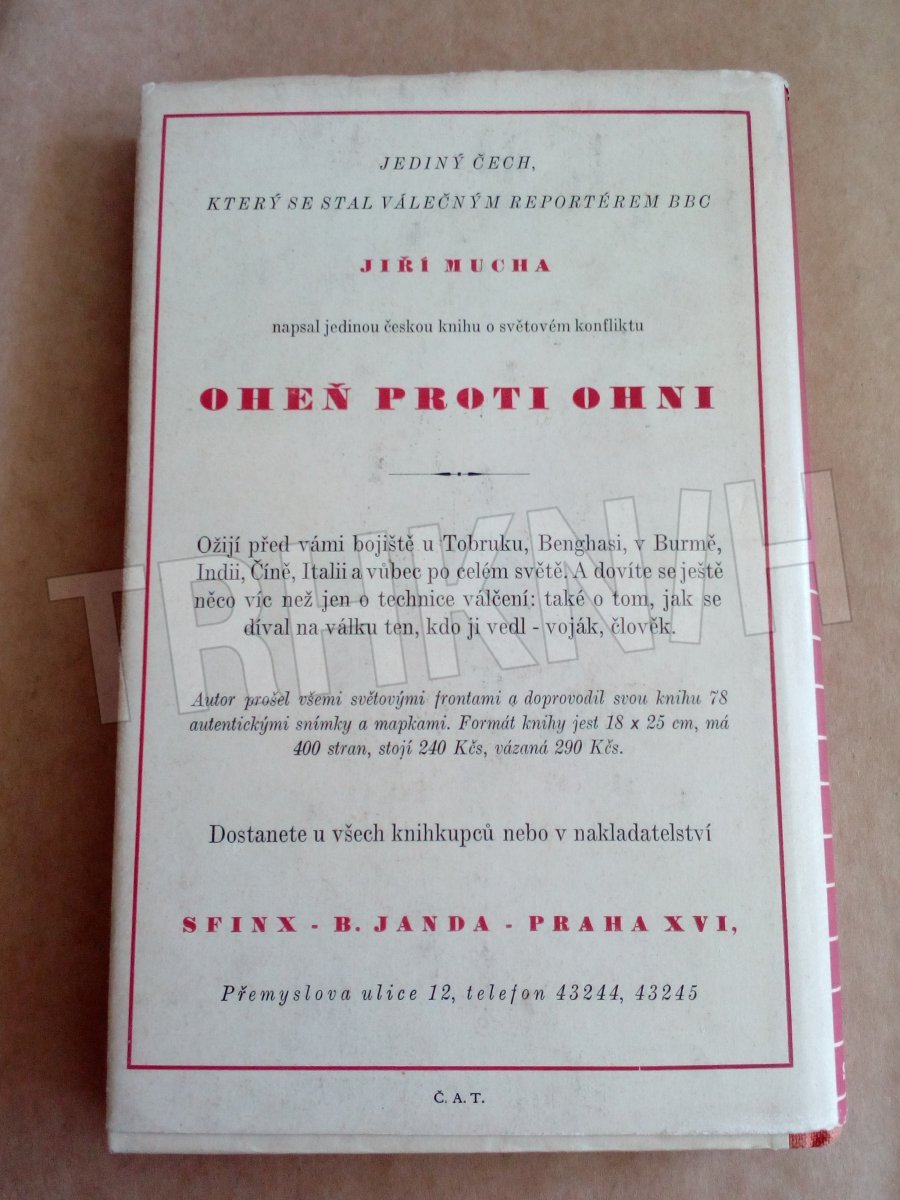 JEDINÝ ČECH,
KTERÝ SE STAL VÁLEČNÝM REPORTÉREM BBC
JIŘÍ MUCHA
napsal jedinou českou knihu o světovém konfliktu
OHEŇ PROTI OHNI
Ožijí před vámi bojiště u Tobruku, Benghasi, v Burmě,
Indii, Číně, Italii a vůbec po celém světě. A dovíte se ještě
něco víc než jen o technice válčení: také o tom, jak se
díval na válku ten, kdo ji vedl - voják, člověk.
Autor prošel všemi světovými frontami a doprovodil svou knihu 78
autentickými snímky a mapkami. Formát knihy jest 18 x 25 cm, má
400 stran, stojí 240 Kčs, vázaná 290 Kčs.
Dostanete u všech knihkupců nebo v nakladatelství
SFINX - B. JANDA - PRAHA XVI,
Přemyslova ulice 12, telefon 43244, 43245
Č. A. T.